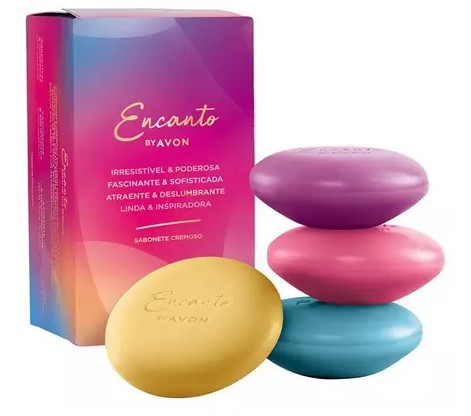 Encanto
BY AVON
IRRESISTÍVEL & PODEROSA
FASCINANTE & SOFISTICADA
ATRAENTE & DESLUMBRANTE
LINDA & INSPIRADORA
SABONETE CREMOSO
Encanto
BY AVON